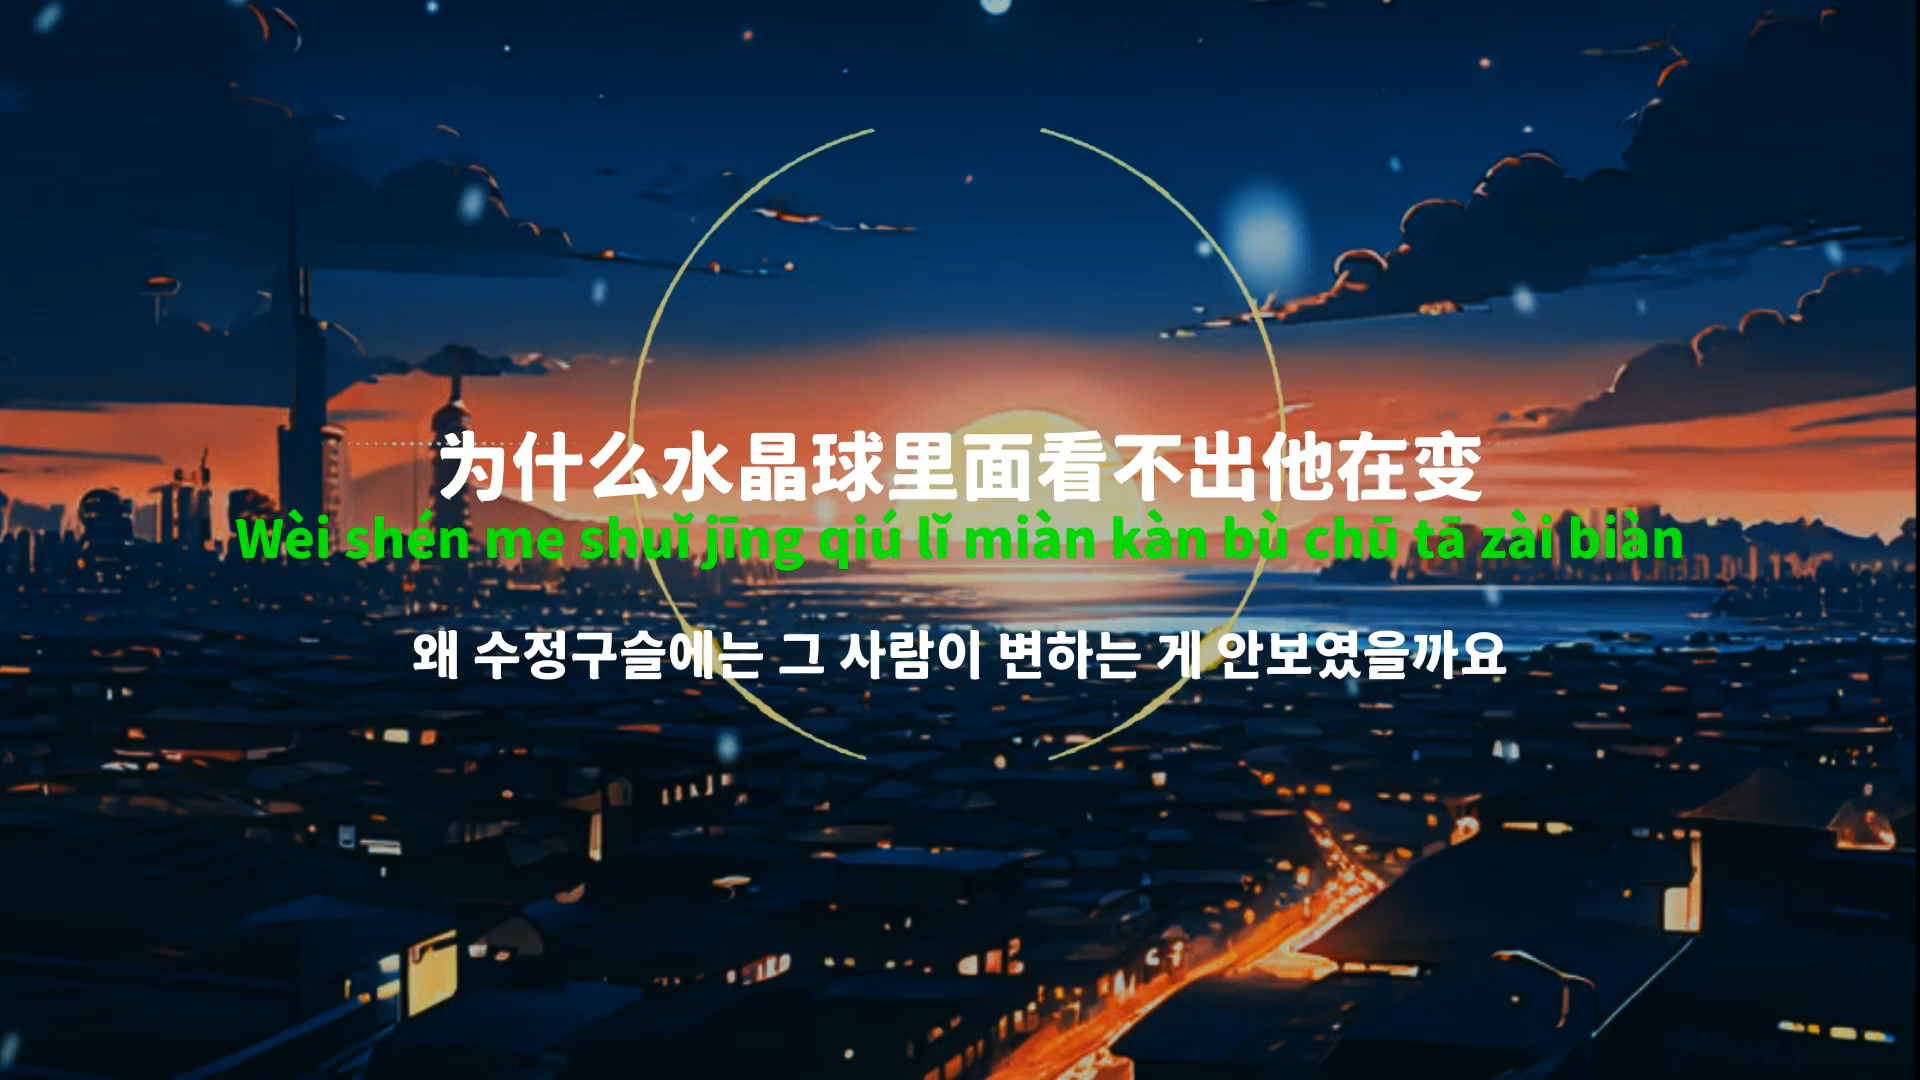 为什么水晶球里面看不出他在变
Wèi shén me shuǐ jīng qiú lǐ miàn kàn bù chū tā zài biàn
왜 수정구슬에는 그 사람이 변하는 게 안보였을까요